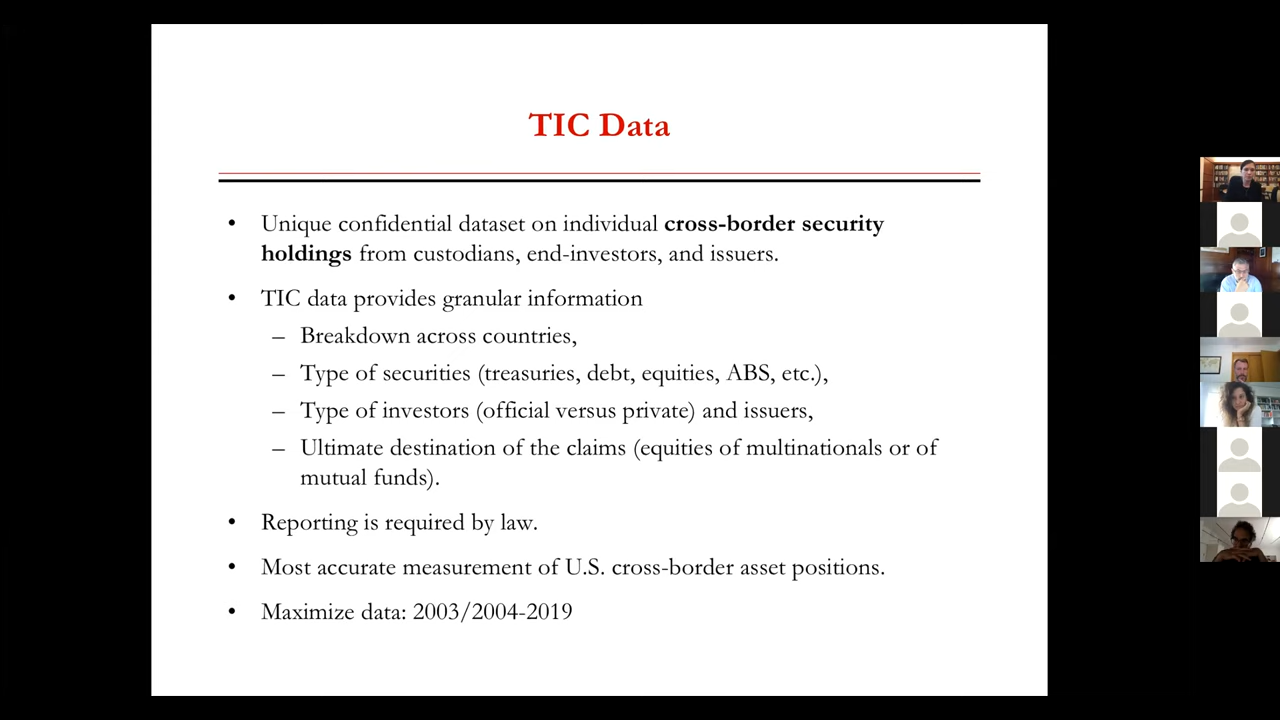 TIC Data
• Unique confidential dataset on individual cross-border security
holdings from custodians, end-investors, and issuers.
• TIC data provides granular information
– Breakdown across countries,
– Type of securities (treasuries, debt, equities, ABS, etc.),
– Type of investors (official versus private) and issuers,
– Ultimate destination of the claims (equities of multinationals or of
mutual funds).
• Reporting is required by law.
• Most accurate measurement of U.S. cross-border asset positions.
• Maximize data: 2003/2004-2019